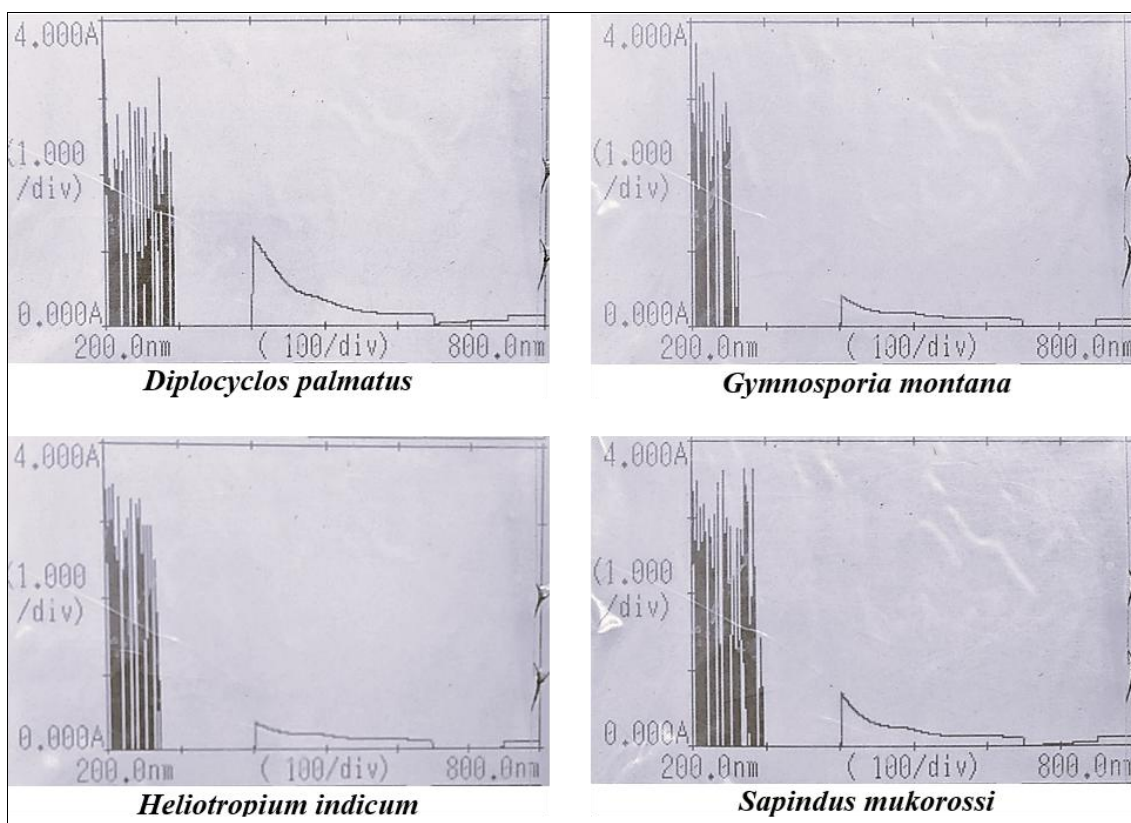 4.000A
(1.000
/div)
0.000A
200.0nm ( 100/div) 800.0nm
Diplocyclos palmatus
4.000A
(1.000
/div)
0.000A
200.0nm ( 100/div) 800.0nm
Gymnosporia montana
4.000A
(1.000
/div)
0.000A
200.0nm ( 100/div) 800.0nm
Heliotropium indicum
4.000A
(1.000
/div)
0.000A
200.0nm ( 100/div) 800.0nm
Sapindus mukorossi